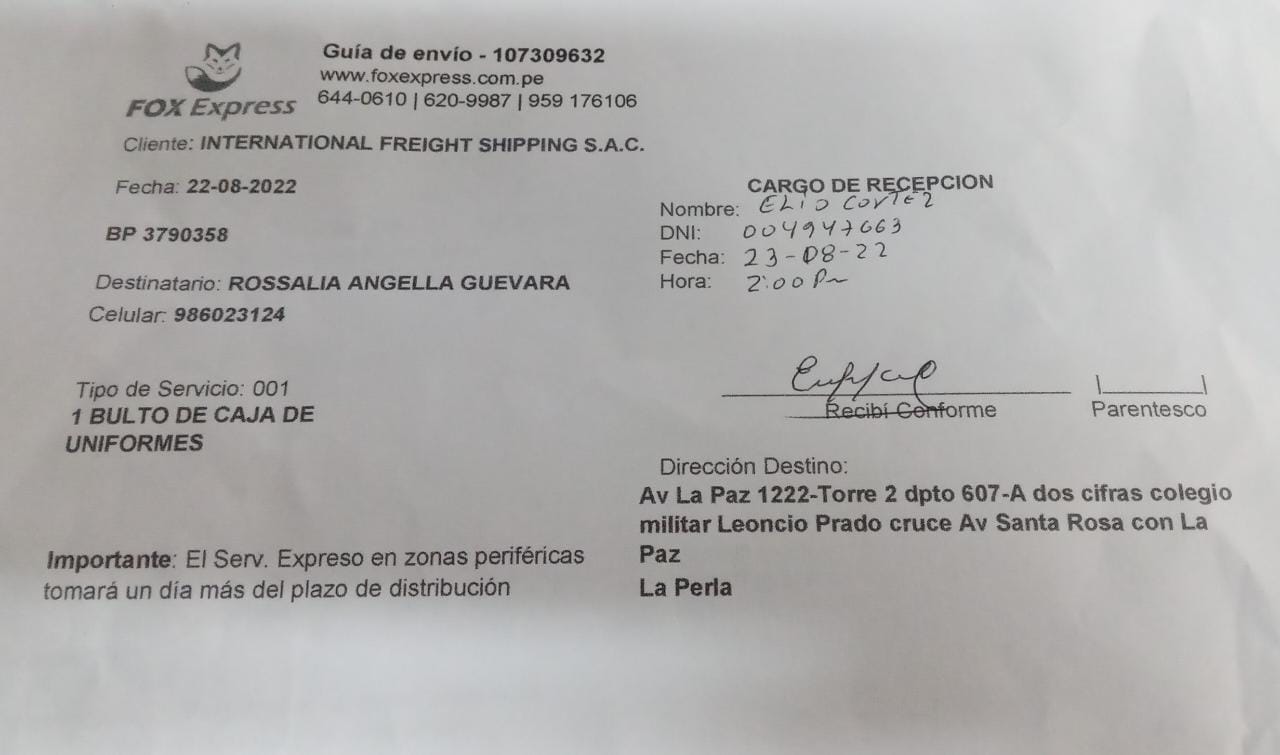 FOX Express
Guía de envío - 107309632
www.foxexpress.com.pe
644-0610 | 620-9987 | 959 176106
Cliente: INTERNATIONAL FREIGHT SHIPPING S.A.C.
Fecha: 22-08-2022
BP 3790358
Destinatario: ROSSALIA ANGELLA GUEVARA
Celular: 986023124
Tipo de Servicio: 001
1 BULTO DE CAJA DE
UNIFORMES
Importante: El Serv. Expreso en zonas periféricas
tomará un día más del plazo de distribución
CARGO DE RECEPCION
Nombre: ELIO CORTEZ
DNI: 004947663
Fecha: 23-08-22
Hora: 2:00 Pm
Recibí Conforme
Parentesco
Dirección Destino:
Av La Paz 1222-Torre 2 dpto 607-A dos cifras colegio
militar Leoncio Prado cruce Av Santa Rosa con La
Paz
La Perla